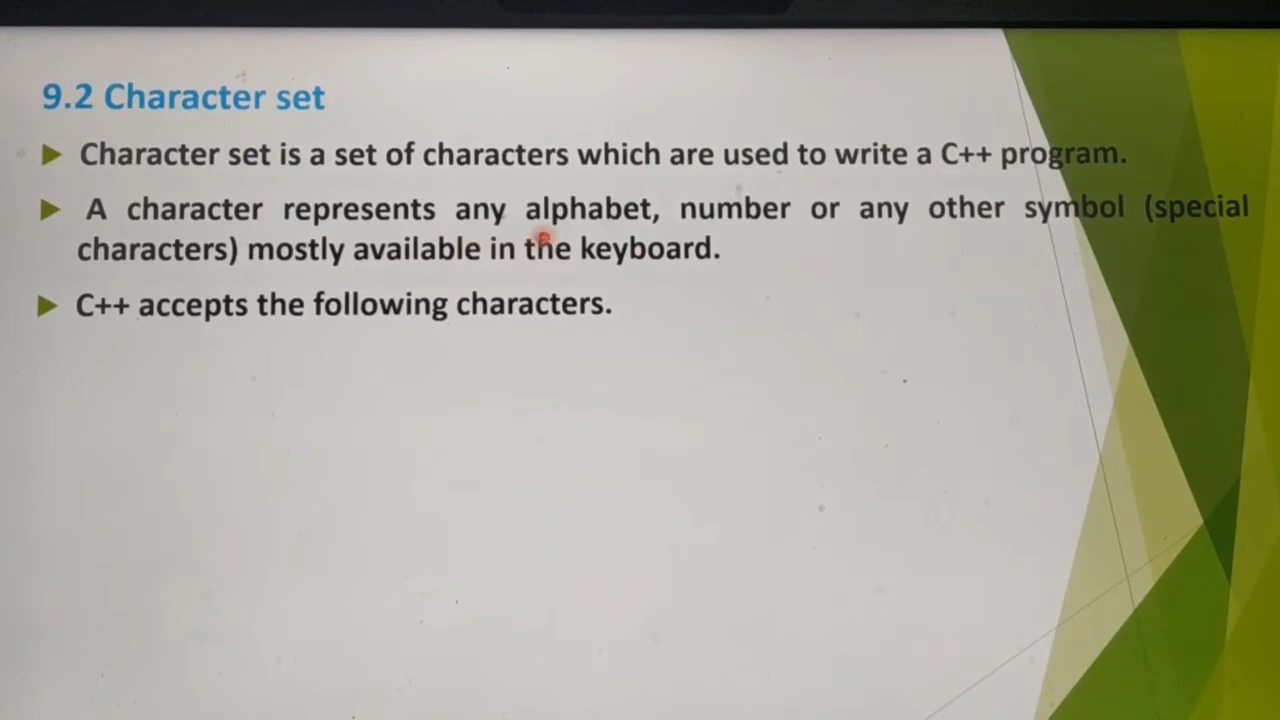 9.2 Character set
Character set is a set of characters which are used to write a C++ program.
A character represents any alphabet, number or any other symbol (special
characters) mostly available in the keyboard.
C++ accepts the following characters.